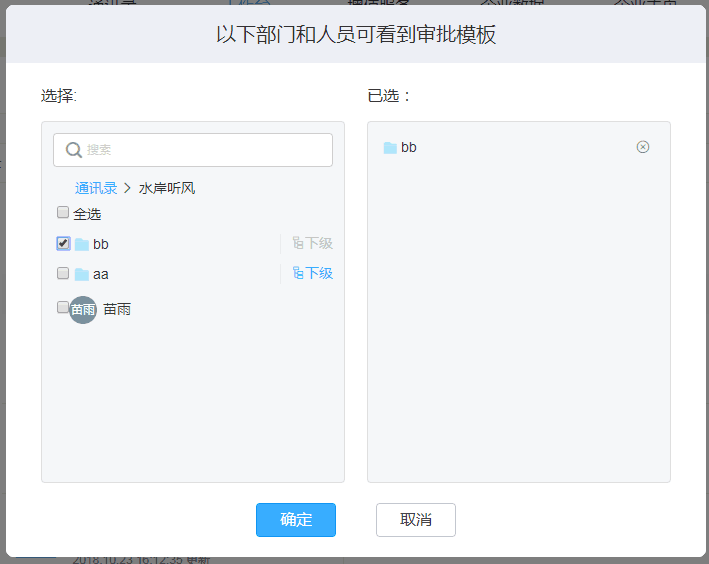 以下部门和人员可看到审批模板
选择:
已选：
搜索
通讯录 > 水岸听风
全选
bb
下级
aa
下级
苗雨 苗雨
bb
确定
取消
2018.10.23 16:12:35 更新